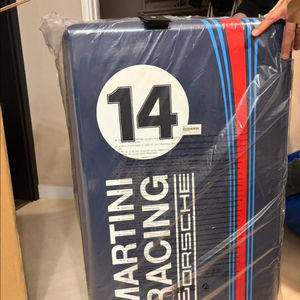 14
MARTINI
RACING
PORSCHE